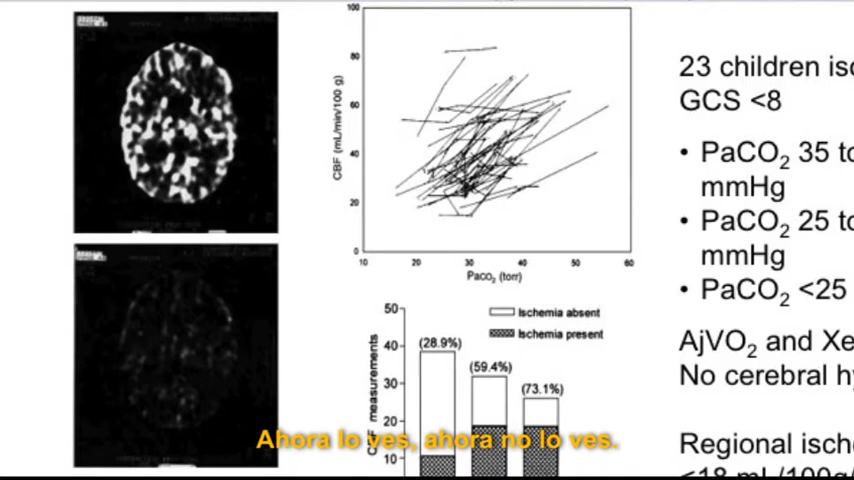 100
80
60
40
20
0
CBF (mL/min/100 g)
10 20 30 40 50 60
Paco2 (torr)
50
40
30
20
10
CBF measurements
Ischemia absent
Ischemia present
(28.9%)
(59.4%)
(73.1%)
23 children iso
GCS <8
• PaCO2 35 to
mmHg
• PaCO2 25 to
mmHg
• PaCO2 <25
AjVO2 and Xe
No cerebral hy
Regional ische
<18 mL/100g/
Ahora lo ves, ahora no lo ves.